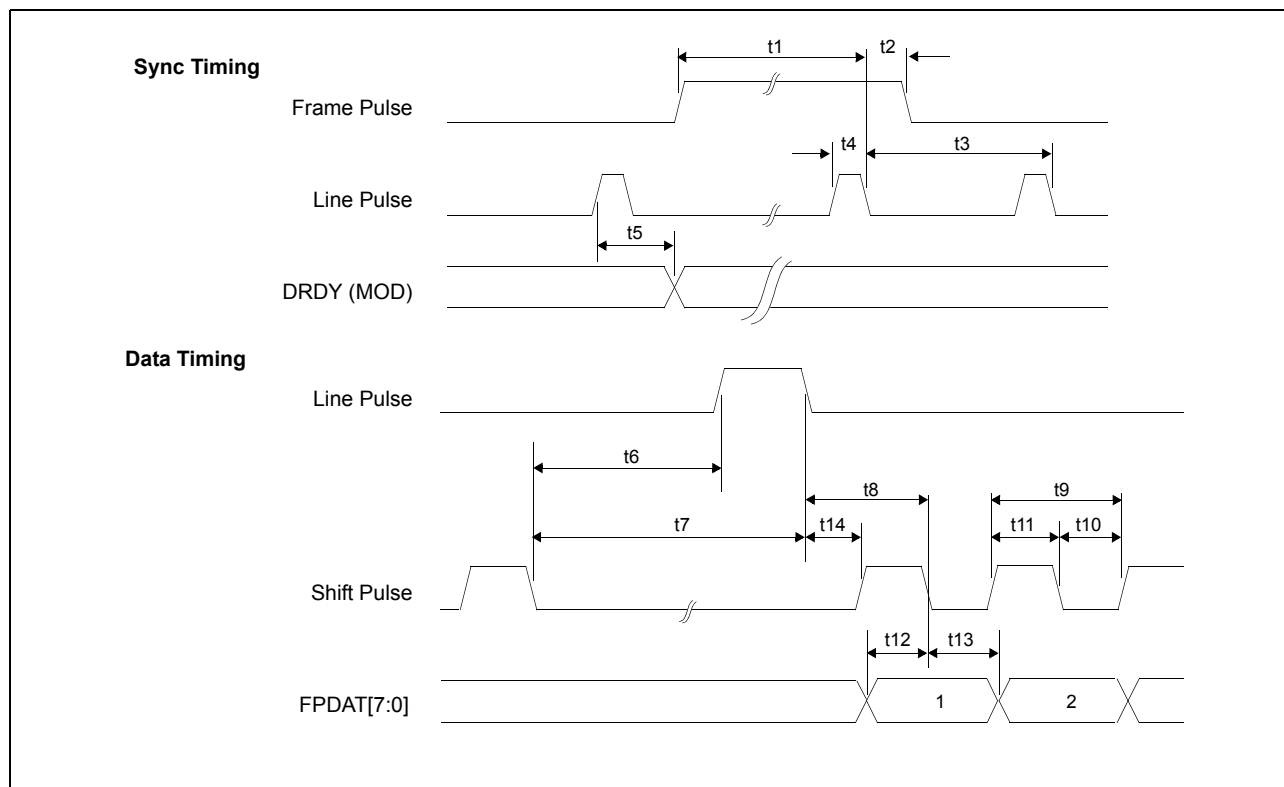 Sync Timing
t1
t2
Frame Pulse
t4
t3
Line Pulse
t5
DRDY (MOD)
Data Timing
Line Pulse
t6
t8
t9
t7
t14
t11
t10
Shift Pulse
t12
t13
FPDAT[7:0]
1
2